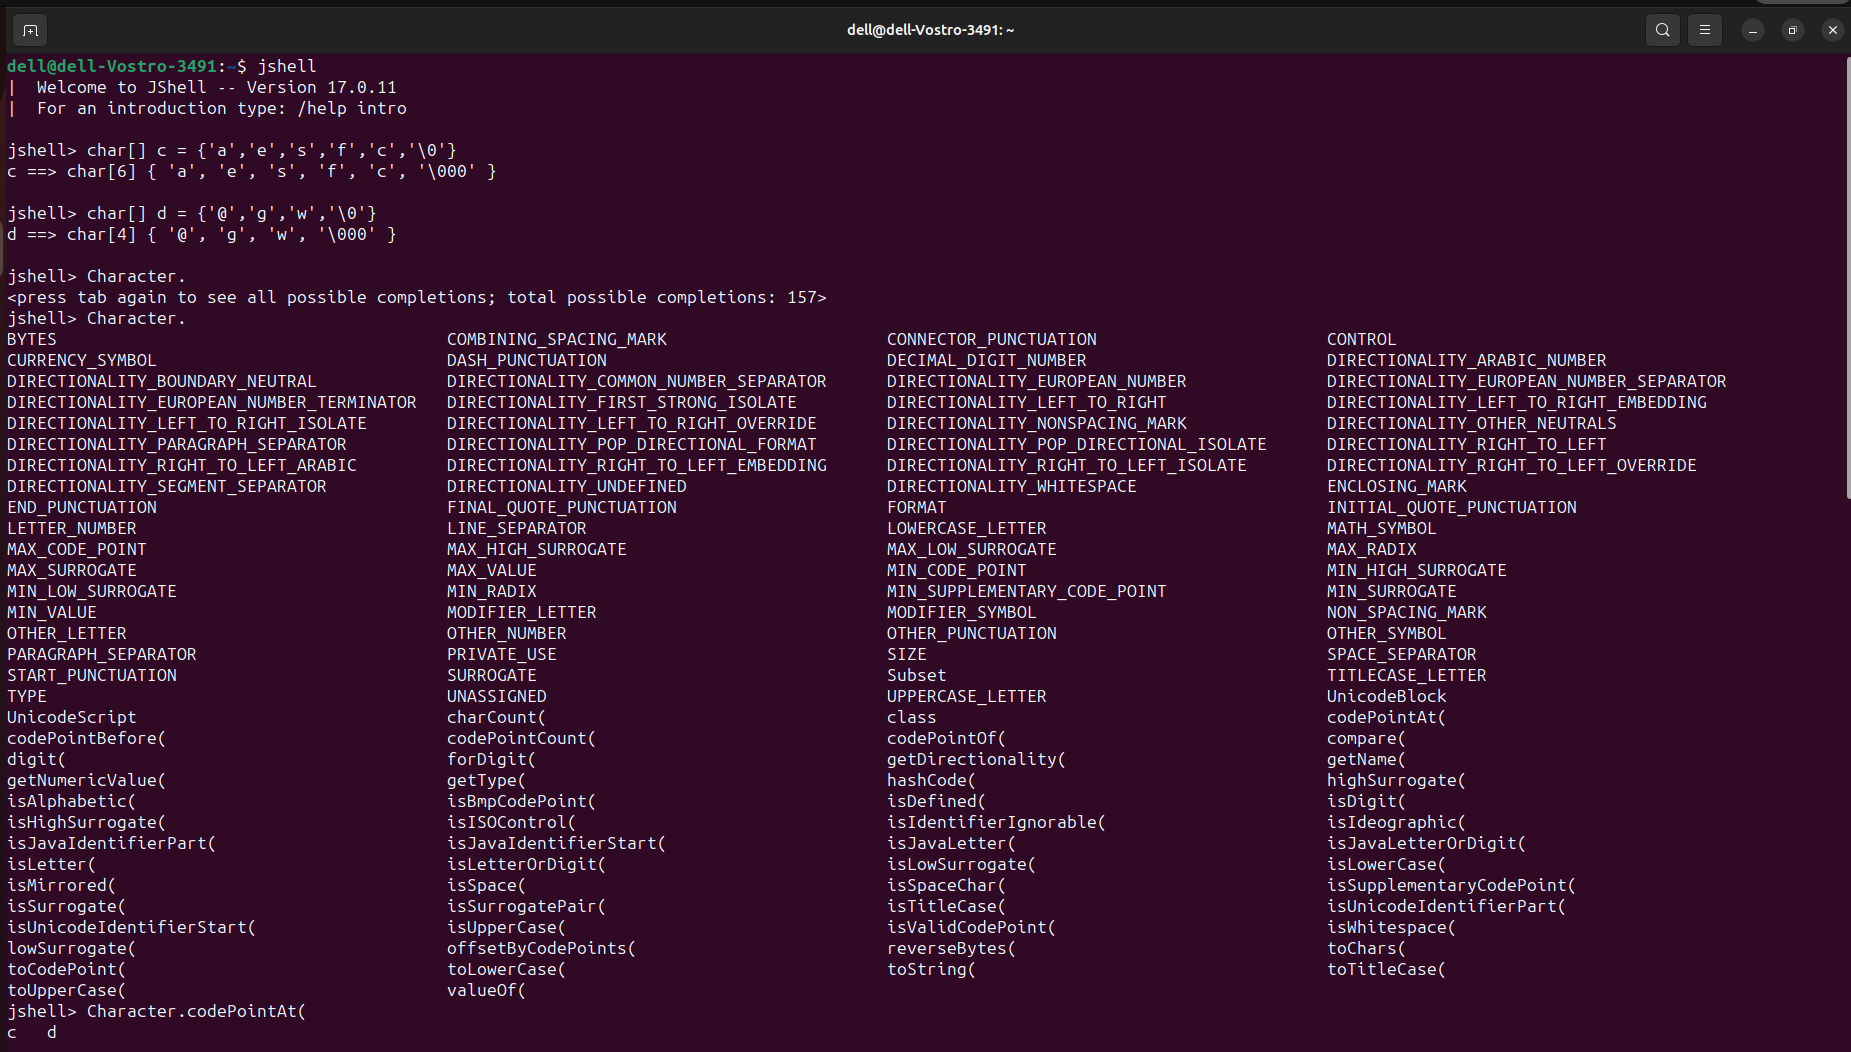 dell@dell-Vostro-3491: ~
dell@dell-Vostro-3491:~$ jshell
|  Welcome to JShell -- Version 17.0.11
|  For an introduction type: /help intro
jshell> char[] c = {'a','e','s','f','c','\0'}
c ==> char[6] { 'a', 'e', 's', 'f', 'c', '\000' }
jshell> char[] d = {'@','g','w','\0'}
d ==> char[4] { '@', 'g', 'w', '\000' }
jshell> Character.
<press tab again to see all possible completions; total possible completions: 157>
jshell> Character.
BYTES COMBINING_SPACING_MARK CONNECTOR_PUNCTUATION CONTROL
CURRENCY_SYMBOL DASH_PUNCTUATION DECIMAL_DIGIT_NUMBER DIRECTIONALITY_ARABIC_NUMBER
DIRECTIONALITY_BOUNDARY_NEUTRAL DIRECTIONALITY_COMMON_NUMBER_SEPARATOR DIRECTIONALITY_EUROPEAN_NUMBER DIRECTIONALITY_EUROPEAN_NUMBER_SEPARATOR
DIRECTIONALITY_EUROPEAN_NUMBER_TERMINATOR DIRECTIONALITY_FIRST_STRONG_ISOLATE DIRECTIONALITY_LEFT_TO_RIGHT DIRECTIONALITY_LEFT_TO_RIGHT_EMBEDDING
DIRECTIONALITY_LEFT_TO_RIGHT_ISOLATE DIRECTIONALITY_LEFT_TO_RIGHT_OVERRIDE DIRECTIONALITY_NONSPACING_MARK DIRECTIONALITY_OTHER_NEUTRALS
DIRECTIONALITY_PARAGRAPH_SEPARATOR DIRECTIONALITY_POP_DIRECTIONAL_FORMAT DIRECTIONALITY_POP_DIRECTIONAL_ISOLATE DIRECTIONALITY_RIGHT_TO_LEFT
DIRECTIONALITY_RIGHT_TO_LEFT_ARABIC DIRECTIONALITY_RIGHT_TO_LEFT_EMBEDDING DIRECTIONALITY_RIGHT_TO_LEFT_ISOLATE DIRECTIONALITY_RIGHT_TO_LEFT_OVERRIDE
DIRECTIONALITY_SEGMENT_SEPARATOR DIRECTIONALITY_UNDEFINED DIRECTIONALITY_WHITESPACE ENCLOSING_MARK
END_PUNCTUATION FINAL_QUOTE_PUNCTUATION FORMAT INITIAL_QUOTE_PUNCTUATION
LETTER_NUMBER LINE_SEPARATOR LOWERCASE_LETTER MATH_SYMBOL
MAX_CODE_POINT MAX_HIGH_SURROGATE MAX_LOW_SURROGATE MAX_RADIX
MAX_SURROGATE MAX_VALUE MIN_CODE_POINT MIN_HIGH_SURROGATE
MIN_LOW_SURROGATE MIN_RADIX MIN_SUPPLEMENTARY_CODE_POINT MIN_SURROGATE
MIN_VALUE MODIFIER_LETTER MODIFIER_SYMBOL NON_SPACING_MARK
OTHER_LETTER OTHER_NUMBER OTHER_PUNCTUATION OTHER_SYMBOL
PARAGRAPH_SEPARATOR PRIVATE_USE SIZE SPACE_SEPARATOR
START_PUNCTUATION SURROGATE Subset TITLECASE_LETTER
TYPE UNASSIGNED UPPERCASE_LETTER UnicodeBlock
UnicodeScript charCount( class codePointAt(
codePointBefore( codePointCount( codePointOf( compare(
digit( forDigit( getDirectionality( getName(
getNumericValue( getType( hashCode( highSurrogate(
isAlphabetic( isBmpCodePoint( isDefined( isDigit(
isHighSurrogate( isISOControl( isIdentifierIgnorable( isIdeographic(
isJavaIdentifierPart( isJavaIdentifierStart( isJavaLetter( isJavaLetterOrDigit(
isLetter( isLetterOrDigit( isLowSurrogate( isLowerCase(
isMirrored( isSpace( isSpaceChar( isSupplementaryCodePoint(
isSurrogate( isSurrogatePair( isTitleCase( isUnicodeIdentifierPart(
isUnicodeIdentifierStart( isUpperCase( isValidCodePoint( isWhitespace(
lowSurrogate( offsetByCodePoints( reverseBytes( toChars(
toCodePoint( toLowerCase( toString( toTitleCase(
toUpperCase( valueOf(
jshell> Character.codePointAt(
c   d